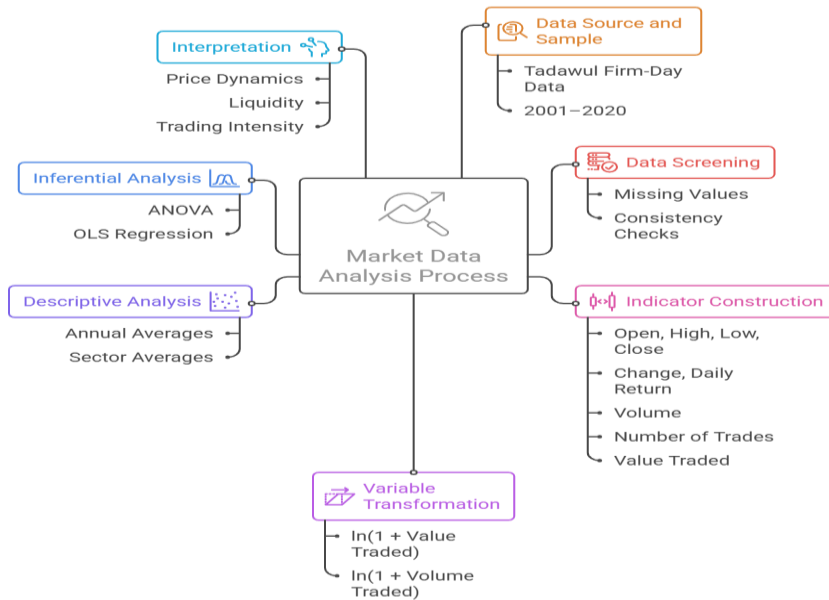 Market Data
Analysis Process
Data Source and
Sample
Tadawul Firm-Day
Data
2001–2020
Data Screening
Missing Values
Consistency
Checks
Indicator Construction
Open, High, Low,
Close
Change, Daily
Return
Volume
Number of Trades
Value Traded
Variable
Transformation
ln(1 + Value
Traded)
ln(1 + Volume
Traded)
Descriptive Analysis
Annual Averages
Sector Averages
Inferential Analysis
ANOVA
OLS Regression
Interpretation
Price Dynamics
Liquidity
Trading Intensity